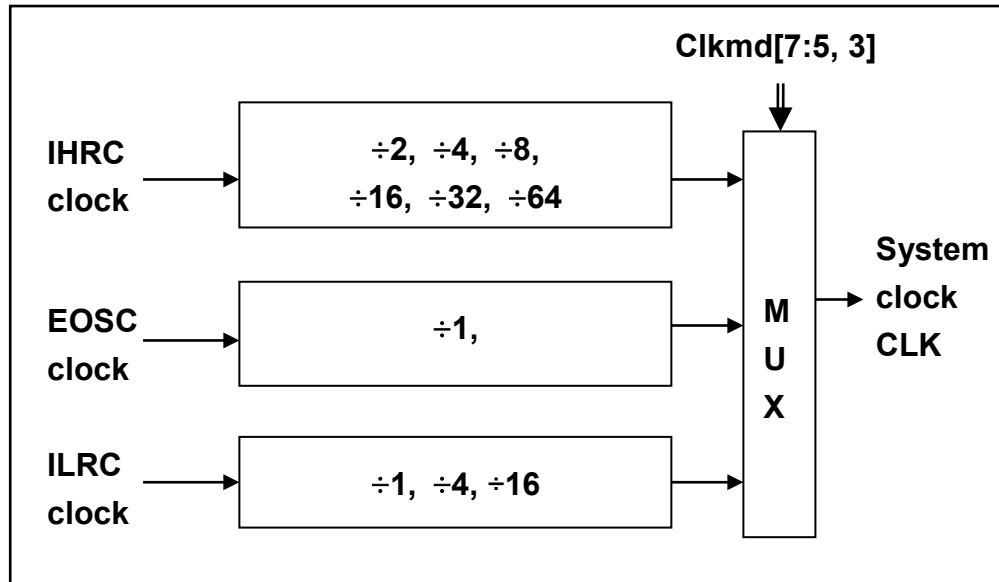 Clkmd[7:5, 3]
IHRC
clock
÷2, ÷4, ÷8,
÷16, ÷32, ÷64
EOSC
clock
÷1,
ILRC
clock
÷1, ÷4, ÷16
M
U
X
System
clock
CLK